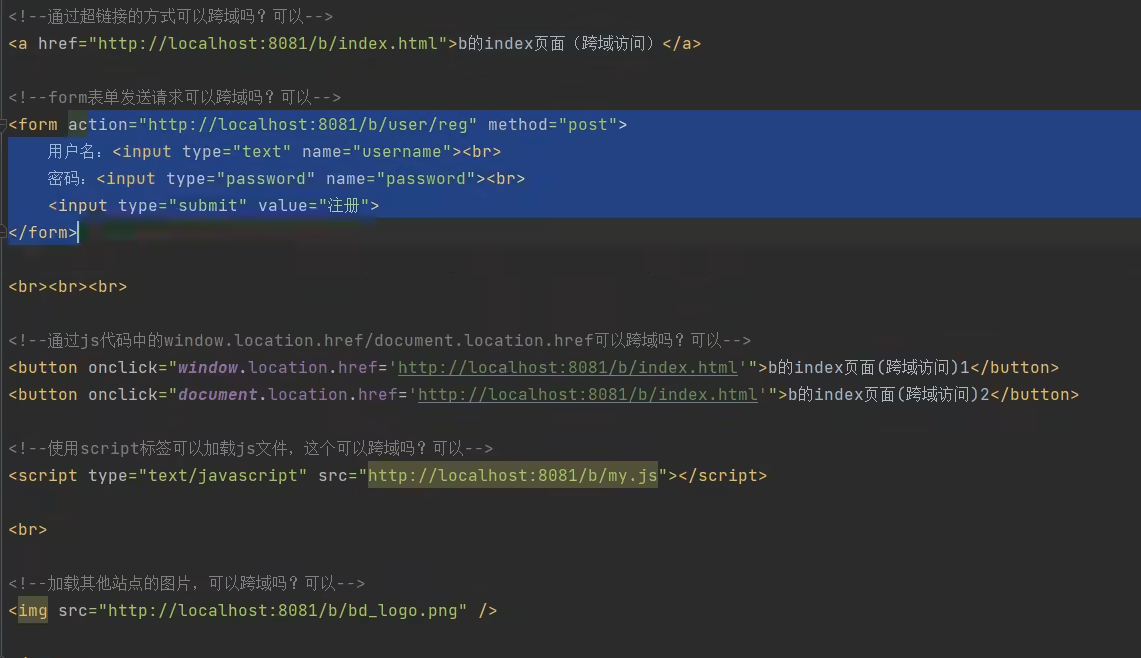 <!--通过超链接的方式可以跨域吗？可以-->
<a href="http://localhost:8081/b/index.html">b的index页面（跨域访问）</a>
<!--form表单发送请求可以跨域吗？可以-->
<form action="http://localhost:8081/b/user/reg" method="post">
用户名：<input type="text" name="username"><br>
密码：<input type="password" name="password"><br>
<input type="submit" value="注册">
</form>
<br><br><br>
<!--通过js代码中的window.location.href/document.location.href可以跨域吗？可以-->
<button onclick="window.location.href='http://localhost:8081/b/index.html'">b的index页面(跨域访问)1</button>
<button onclick="document.location.href='http://localhost:8081/b/index.html'">b的index页面(跨域访问)2</button>
<!--使用script标签可以加载js文件，这个可以跨域吗？可以-->
<script type="text/javascript" src="http://localhost:8081/b/my.js"></script>
<br>
<!--加载其他站点的图片，可以跨域吗？可以-->
<img src="http://localhost:8081/b/bd_logo.png" />